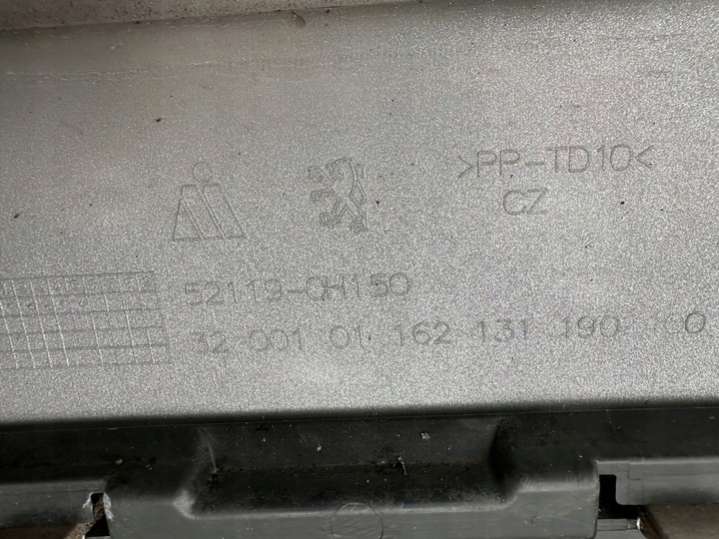 >PP-TD10<
CZ
52119-0H150
32 001 01 162 131 190